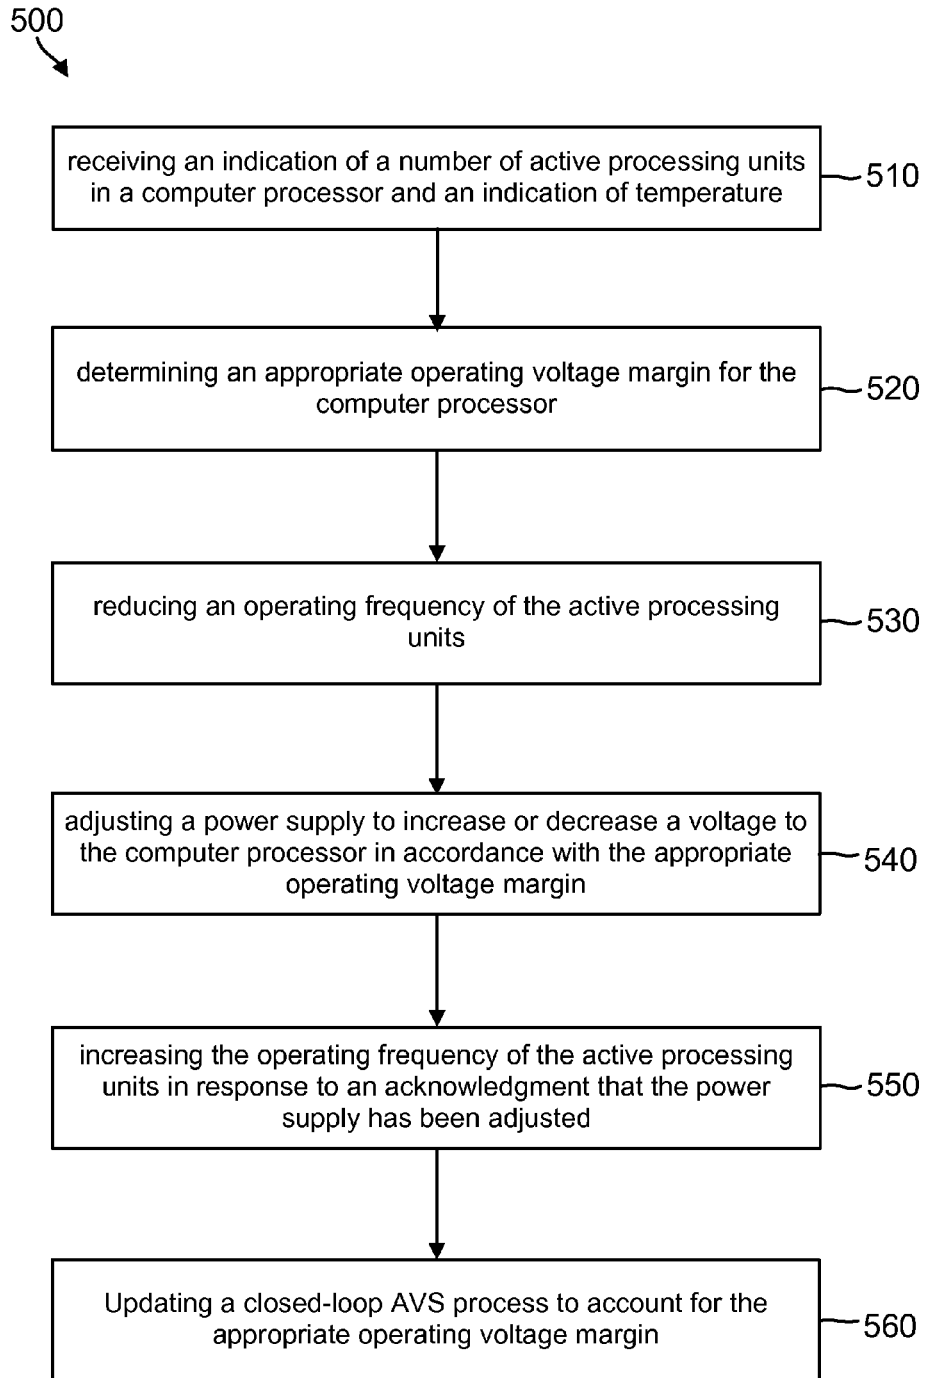 500
receiving an indication of a number of active processing units
in a computer processor and an indication of temperature
510
determining an appropriate operating voltage margin for the
computer processor
520
reducing an operating frequency of the active processing
units
530
adjusting a power supply to increase or decrease a voltage to
the computer processor in accordance with the appropriate
operating voltage margin
540
increasing the operating frequency of the active processing
units in response to an acknowledgment that the power
supply has been adjusted
550
Updating a closed-loop AVS process to account for the
appropriate operating voltage margin
560